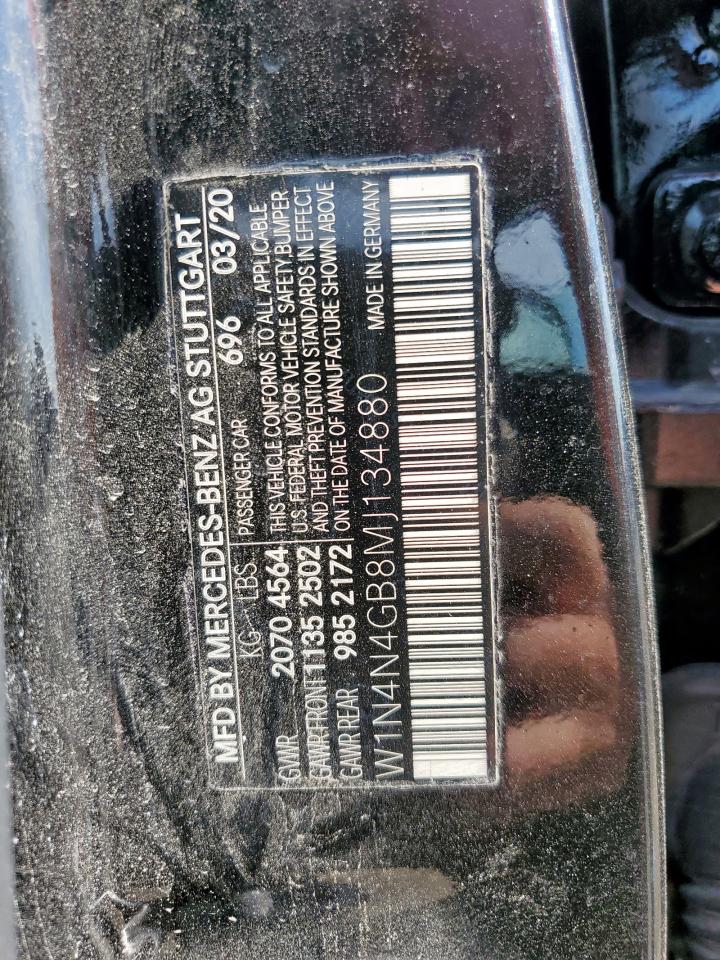 MFD BY MERCEDES-BENZ AG STUTTGART
KG LBS PASSENGER CAR 696 03/20
GVWR 2070 4564 THIS VEHICLE CONFORMS TO ALL APPLICABLE
GAWR FRONT 1135 2502 U.S. FEDERAL MOTOR VEHICLE SAFETY,BUMPER
GAWR REAR 985 2172 AND THEFT PREVENTION STANDARDS IN EFFECT
ON THE DATE OF MANUFACTURE SHOWN ABOVE
W1N4N4GB8MJ134880 MADE IN GERMANY